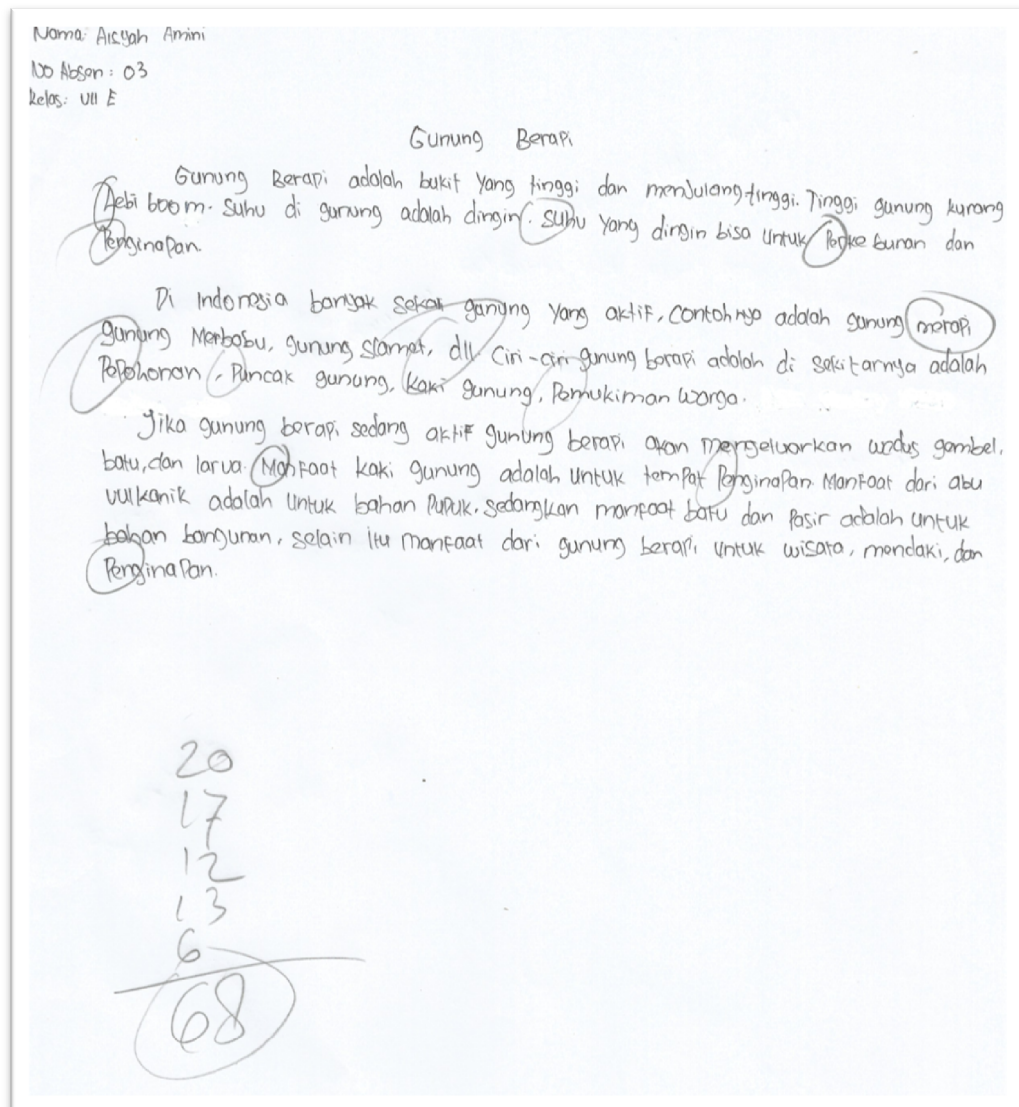 Nama: Aisyah Amini
No Absen: 03
Kelas: VII E
Gunung Berapi
Gunung Berapi adalah bukit yang tinggi dan menjulang tinggi. Tinggi gunung kurang
lebi 600 m. Suhu di gunung adalah dingin. suhu yang dingin bisa untuk Perkebunan dan
Penginapan.
Di Indonesia banyak sekali gunung yang aktif, contohnya adalah gunung merapi
gunung Merbabu, gunung slamet, dll. Ciri-ciri gunung berapi adalah di sekitarnya adalah
Pepohonan, Puncak gunung, kaki gunung, Pemukiman warga.
Jika gunung berapi sedang aktif gunung berapi akan mengeluarkan wedus gembel,
batu, dan larva. Manfaat kaki gunung adalah untuk tempat Penginapan. Manfaat dari abu
vulkanik adalah untuk bahan Pupuk. sedangkan manfaat batu dan Pasir adalah untuk
bahan bangunan, selain itu manfaat dari gunung berapi untuk wisata, mendaki, dan
Penginapan.
20
17
12
13
6
68